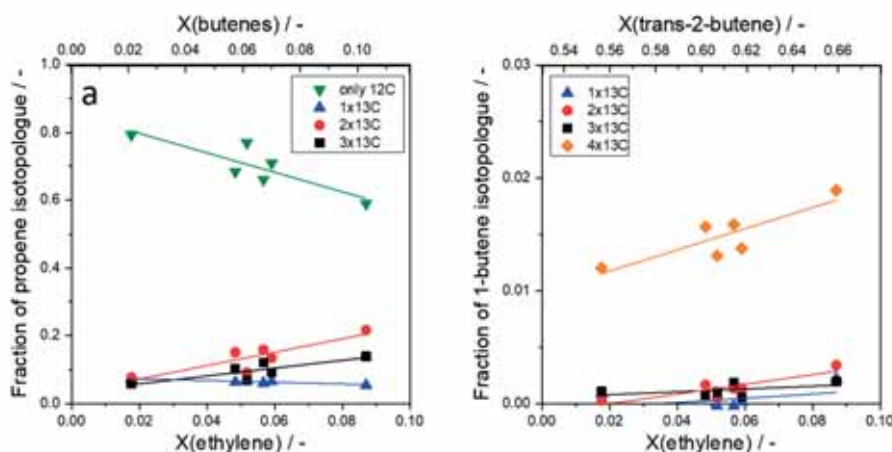 X(butenes) / -
0.00 0.02 0.04 0.06 0.08 0.10
1.0
0.8
0.6
0.4
0.2
0.0
Fraction of propene isotopologue / -
a
only 12C
1x13C
2x13C
3x13C
0.00 0.02 0.04 0.06 0.08 0.10
X(ethylene) / -
X(trans-2-butene) / -
0.54 0.56 0.58 0.60 0.62 0.64 0.66
0.03
0.02
0.01
0.00
Fraction of 1-butene isotopologue / -
1x13C
2x13C
3x13C
4x13C
0.00 0.02 0.04 0.06 0.08 0.10
X(ethylene) / -